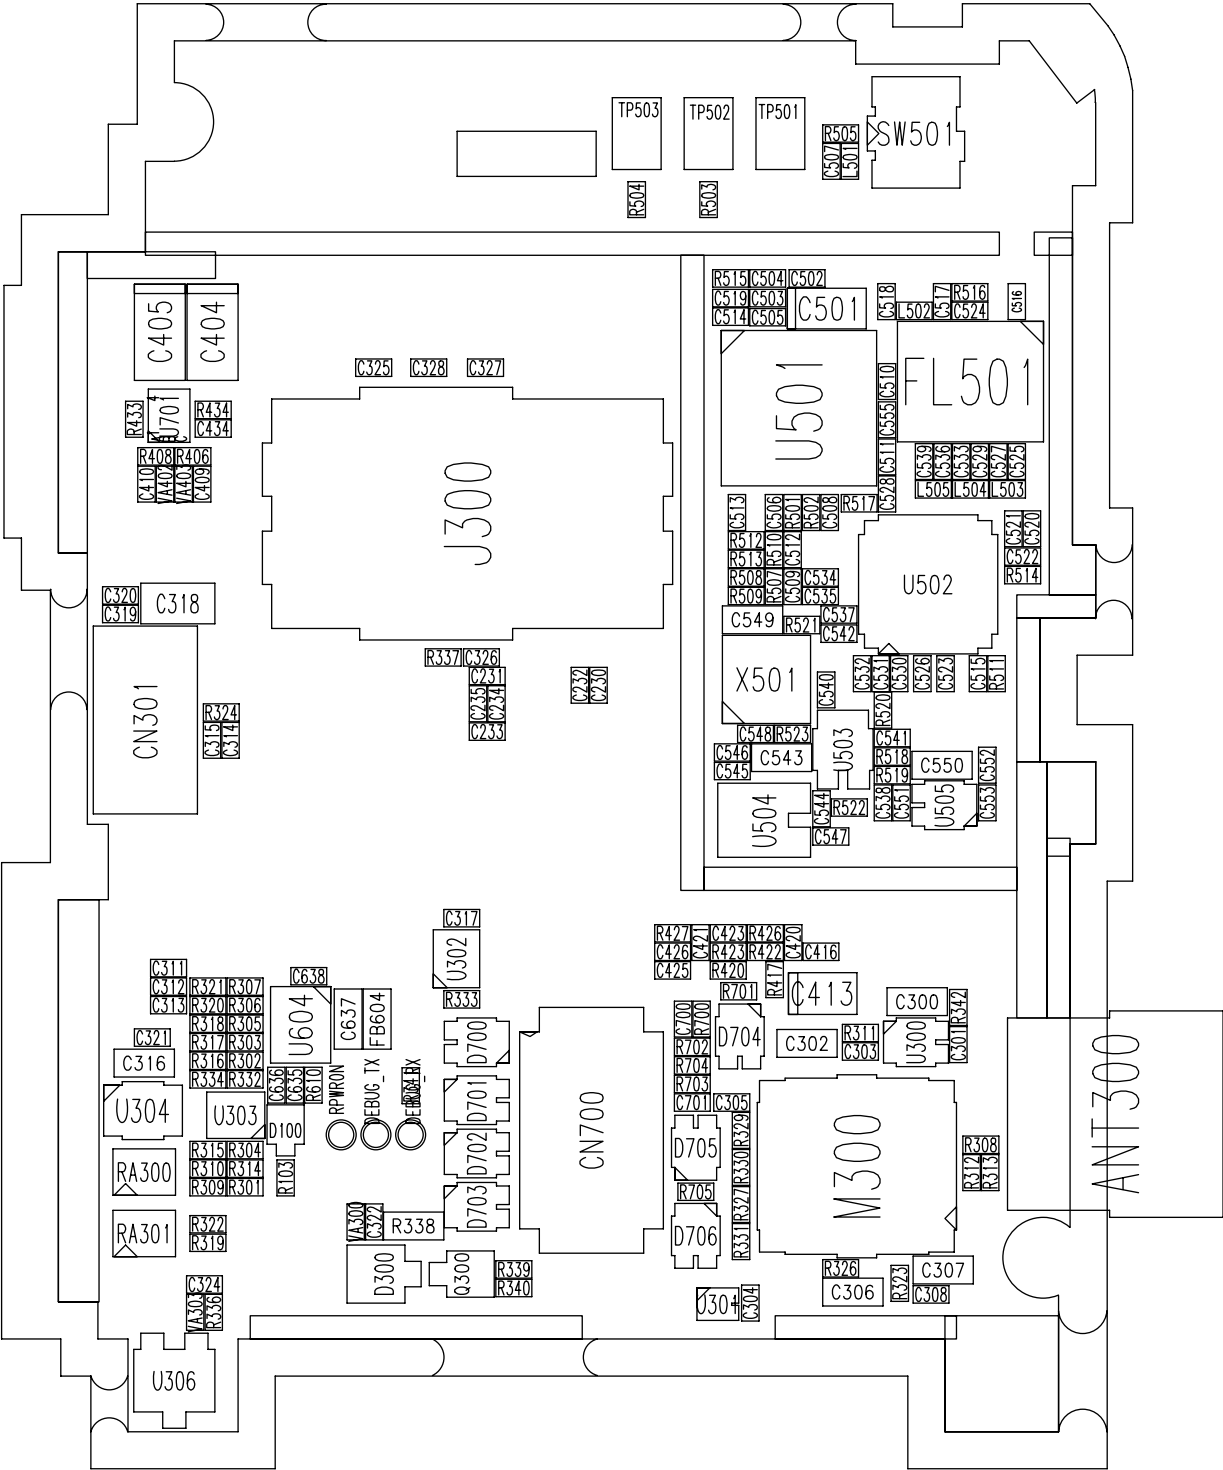 TP503 TP502 TP501
R505 SW501
C507 L501
R504 R503
R515 C504 C502
C519 C503 C501 C518 C517 R516 C516
C514 C505 L502 C524
C405 C404
C325 C328 C327
U501 C510 FL501
C555
R433 U701 R434
C434
C511
R408 R406
C410 VA402 VA403 C409
C539 C536 C533 C529 C527 C525
C528 L505 L504 L503
J300
C513 C506 R501 R502 C508 R517
R512 R510 C512 C521 C520
R513 C522
R508 R507 C509 C534 R514
R509 C535
U502
C320 C318
C319
C549 R521 C537
C542
R337 C326
C231
C235 C234
C233
C232 C230
X501 C540 C532 C531 C530 C526 C523 C515 R511
R520
CN301 R324
C315 C314
C548 R523 U503 C541
C546 C543 R518 C550 C552
C545 R519
U504 C544 R522 C538 C551 U505 C553
C547
C317
U302
R333
R427 C421 C423 R426 C420
C426 R423 R422 C416
C425 R420 R417
R701 C413 C300 R342
C311
C312 R321 R307 C638
C313 R320 R306
R318 R305
C321 R317 R303
C316 R316 R302
R334 R332
U604 C637 FB604
C636 C635 R610
D700
C700 R700 D704 C302 R311 U300 C301
R702 C303
R704
R703
C701 C305
RPWRON DEBUG_TX DEBUG_RX
U304 U303 D100
D701
D702
D703
CN700
D705 R329
R330
R705 R327
D706 R331
M300
R308
R312 R313
ANT300
RA300 R315 R304
R310 R314
R309 R301 R103
RA301 R322
R319
VA300 C322 R338
D300 Q300 R339
R340
R326 R323 C307
C306 C308
U301 C304
C324
VA303 R336
U306